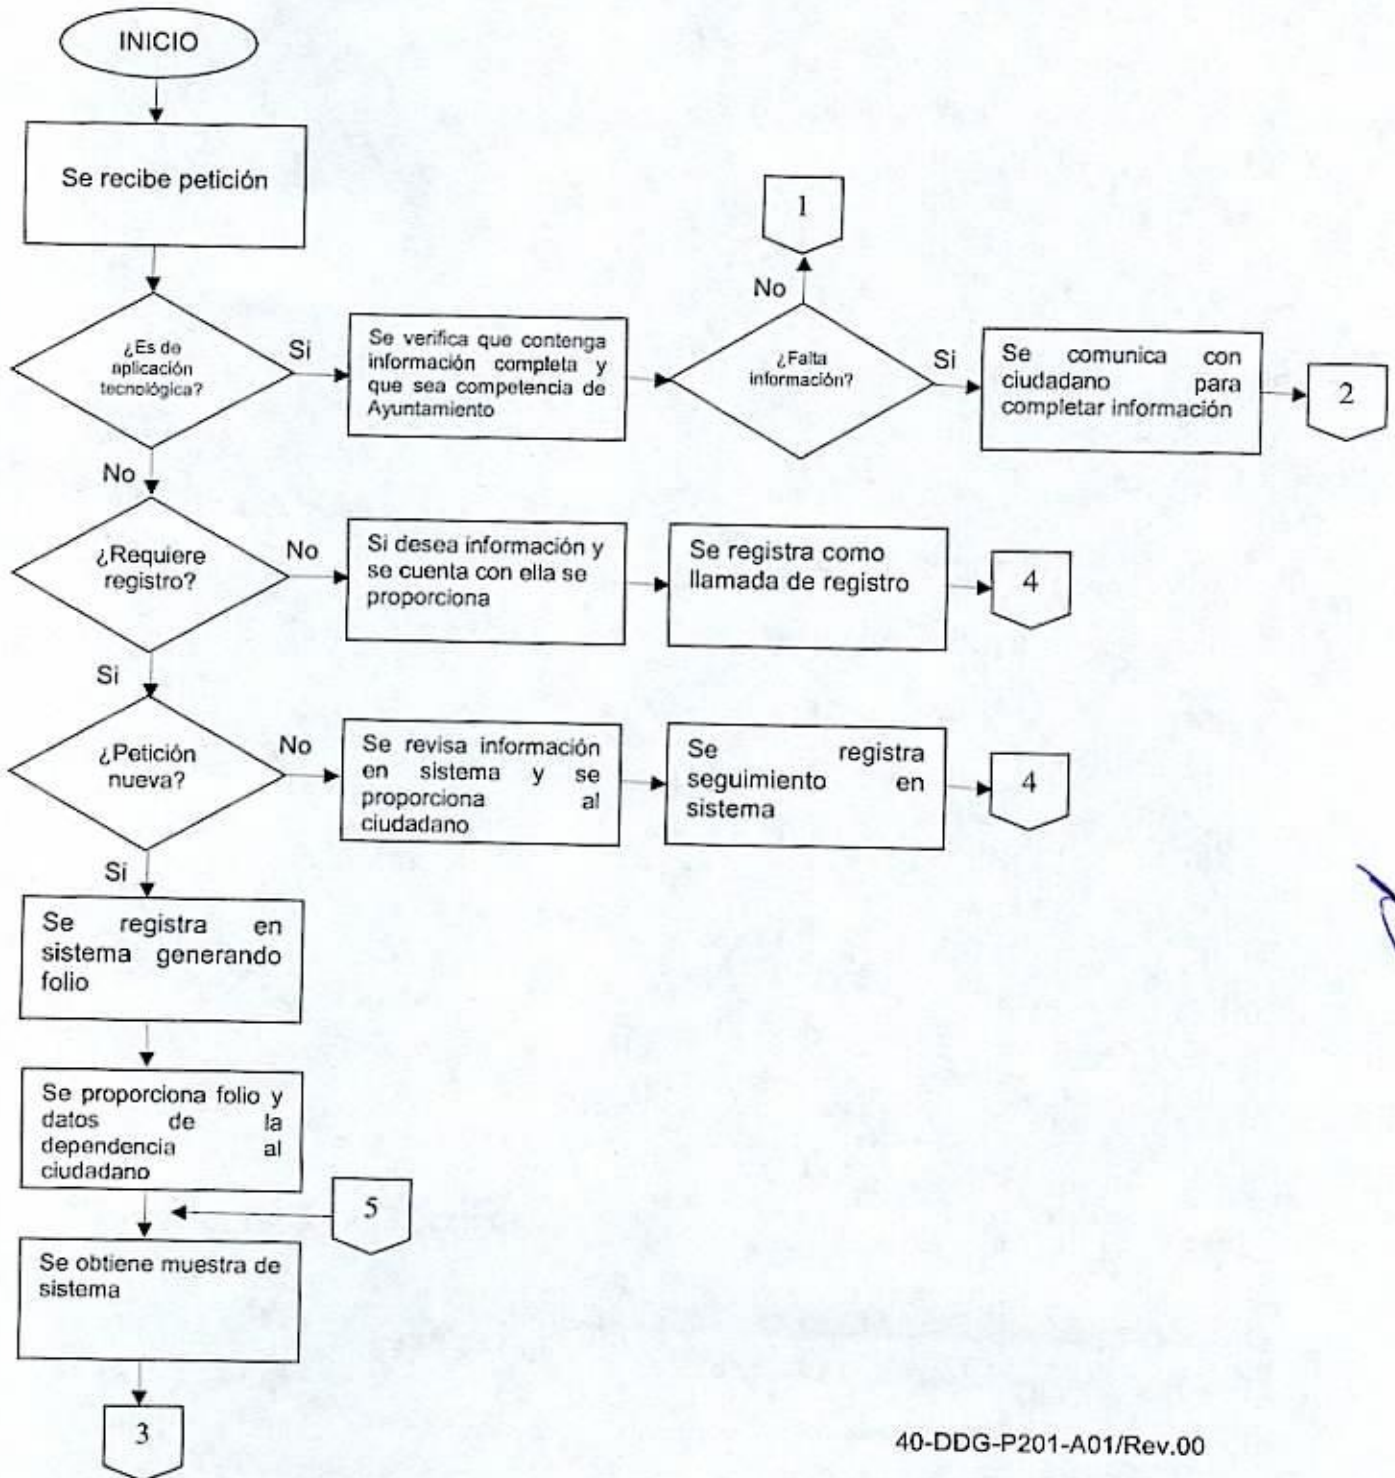 INICIO
Se recibe petición
1
No
¿Es de
aplicación
tecnológica?
Si
Se verifica que contenga
información completa y
que sea competencia de
Ayuntamiento
¿Falta
información?
Si
Se comunica con
ciudadano para
completar información
2
No
¿Requiere
registro?
No
Si desea información y
se cuenta con ella se
proporciona
Se registra como
llamada de registro
4
Si
¿Petición
nueva?
No
Se revisa información
en sistema y se
proporciona al
ciudadano
Se registra
seguimiento en
sistema
4
Si
Se registra en
sistema generando
folio
Se proporciona folio y
datos de la
dependencia al
ciudadano
5
Se obtiene muestra de
sistema
3
40-DDG-P201-A01/Rev.00